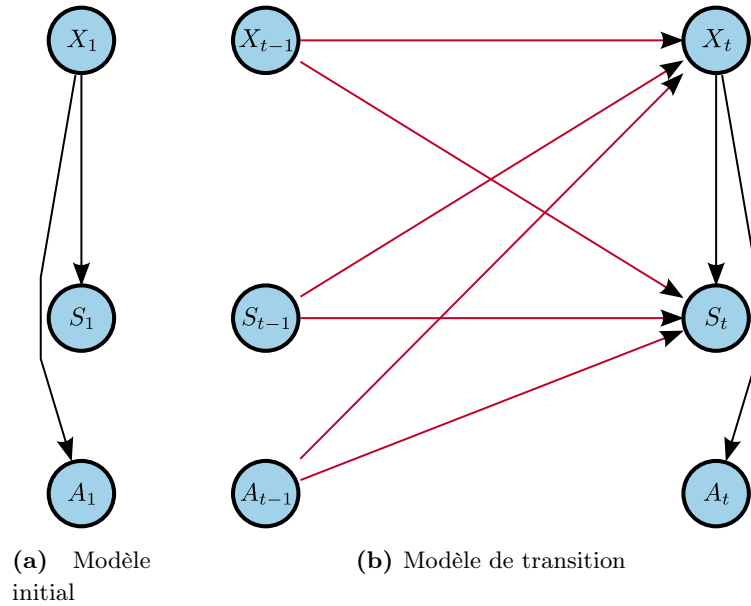 X₁ Xₜ₋₁ Xₜ
S₁ Sₜ₋₁ Sₜ
A₁ Aₜ₋₁ Aₜ
(a) Modèle
initial
(b) Modèle de transition